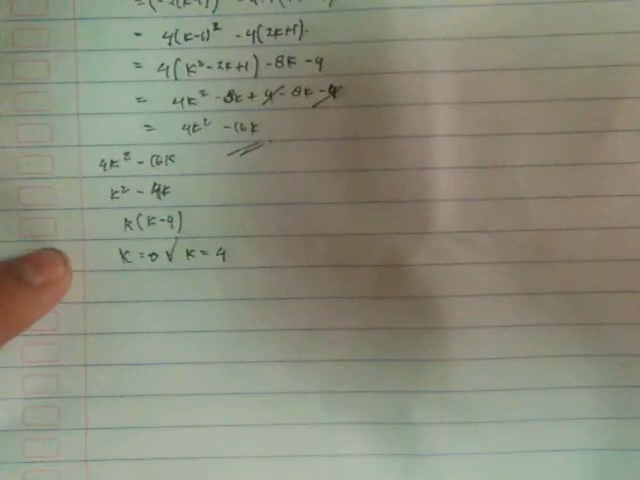 = 4(k-1)² - 4(2k+1).
= 4(k²-2k+1) - 8k - 4
= 4k² - 8k + 4 - 8k - 4
= 4k² - 16k
4k² - 16k
k² - 4k
k(k-4)
k=0 √ k=4